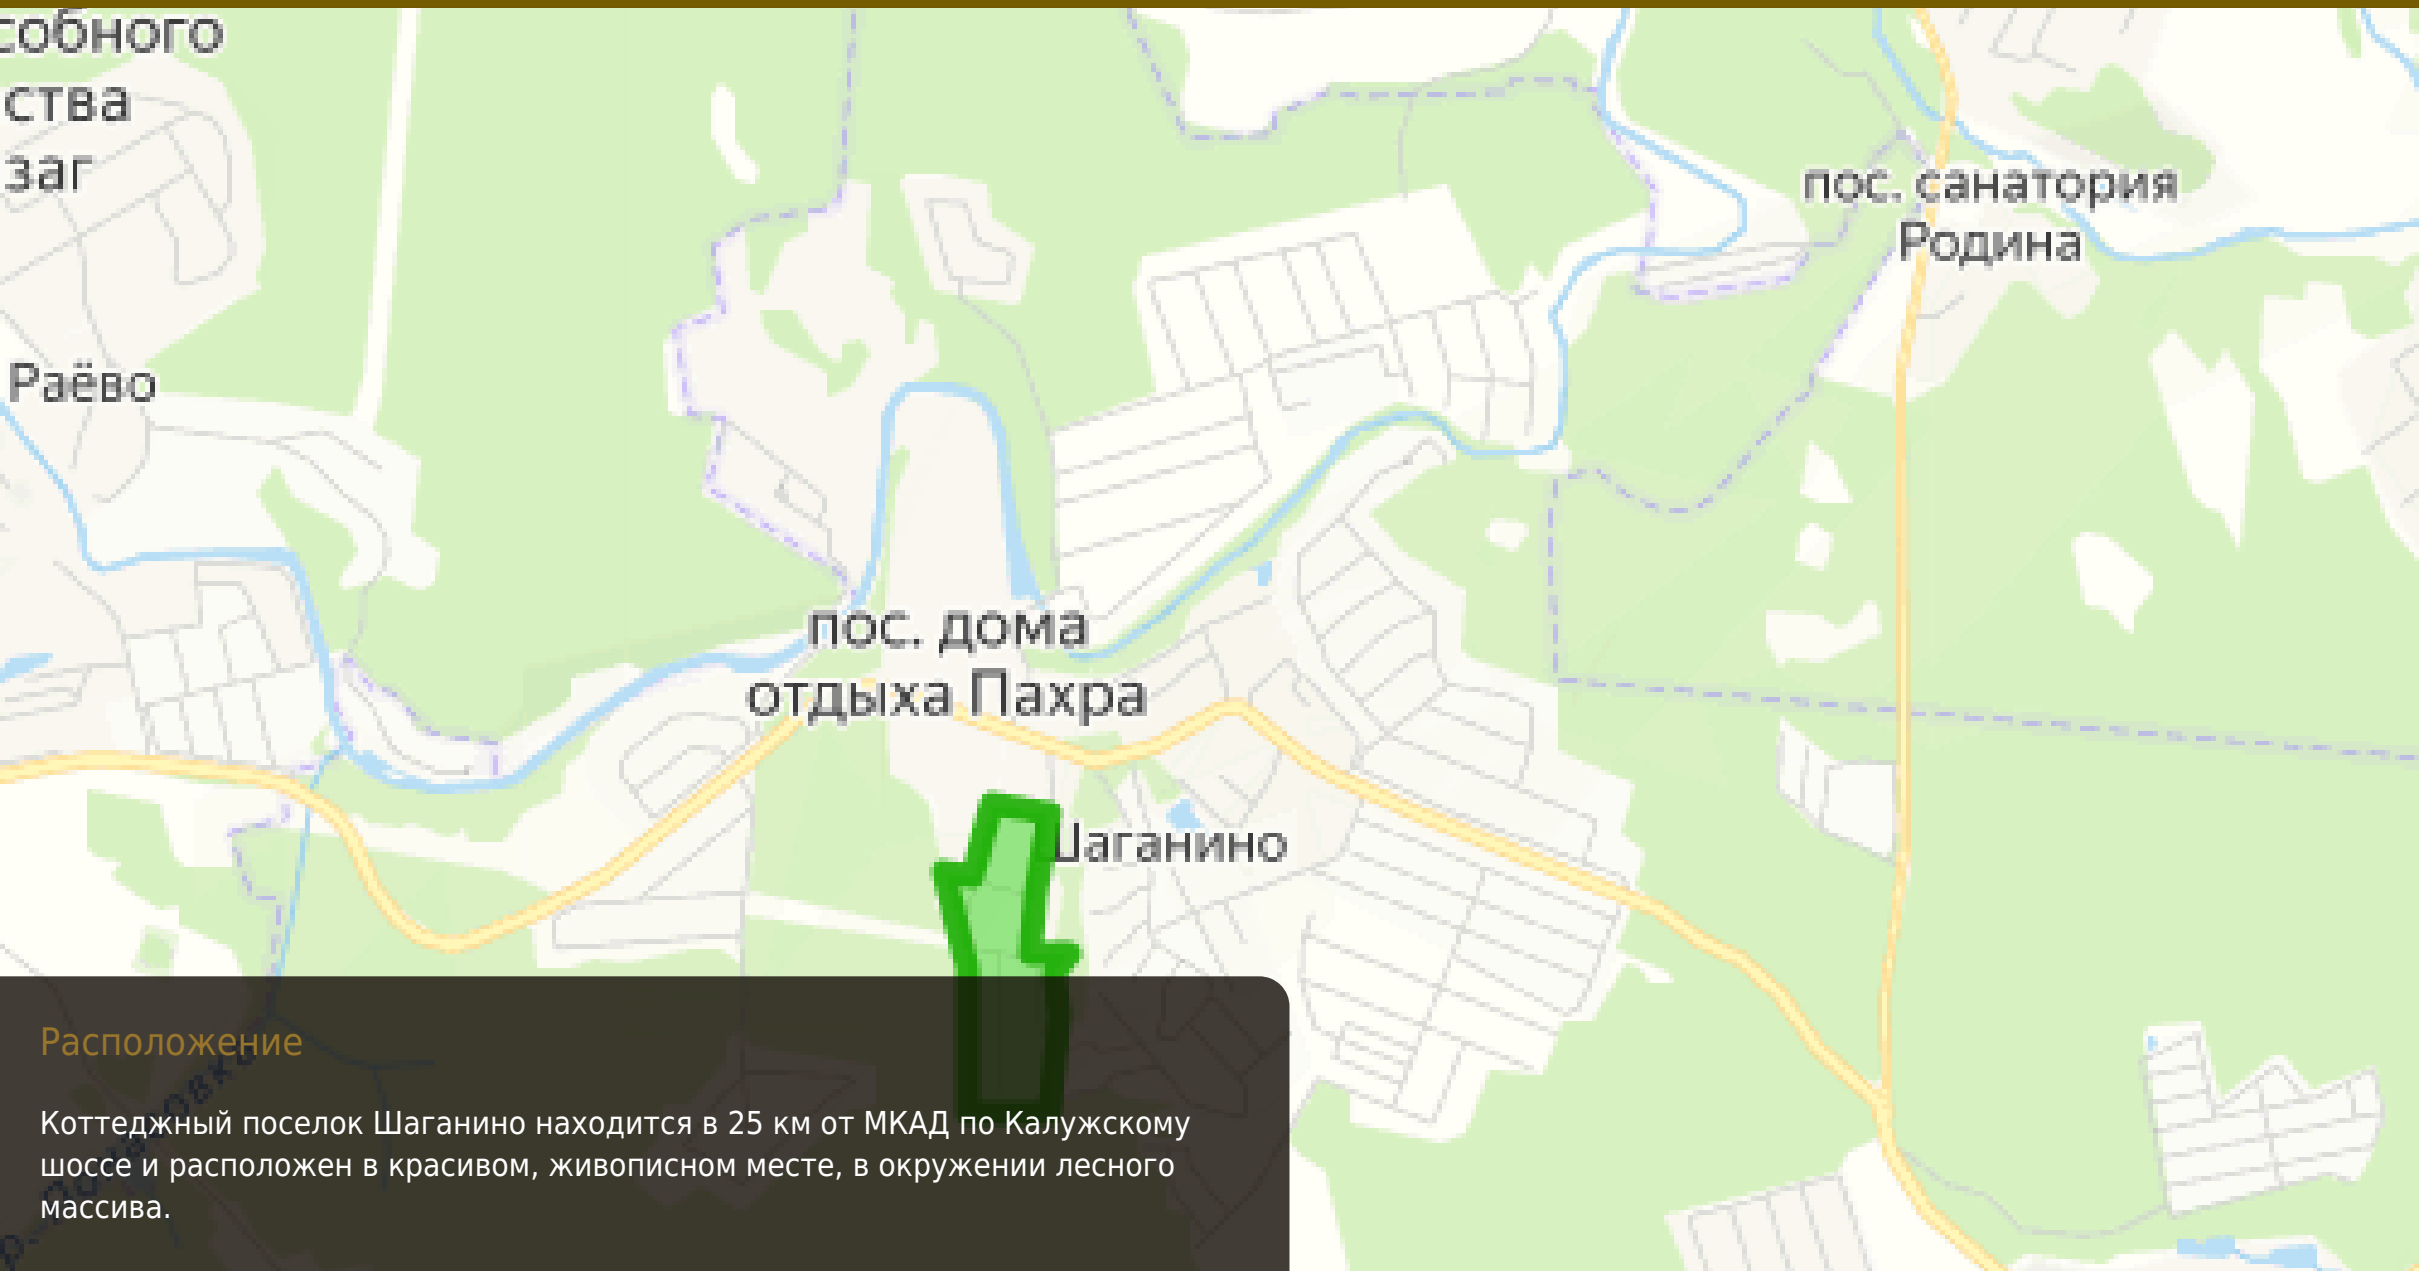 собного
ства
заг
Раёво
пос. санатория
Родина
пос. дома
отдыха Пахра
Шаганино
Расположение
Коттеджный поселок Шаганино находится в 25 км от МКАД по Калужскому
шоссе и расположен в красивом, живописном месте, в окружении лесного
массива.